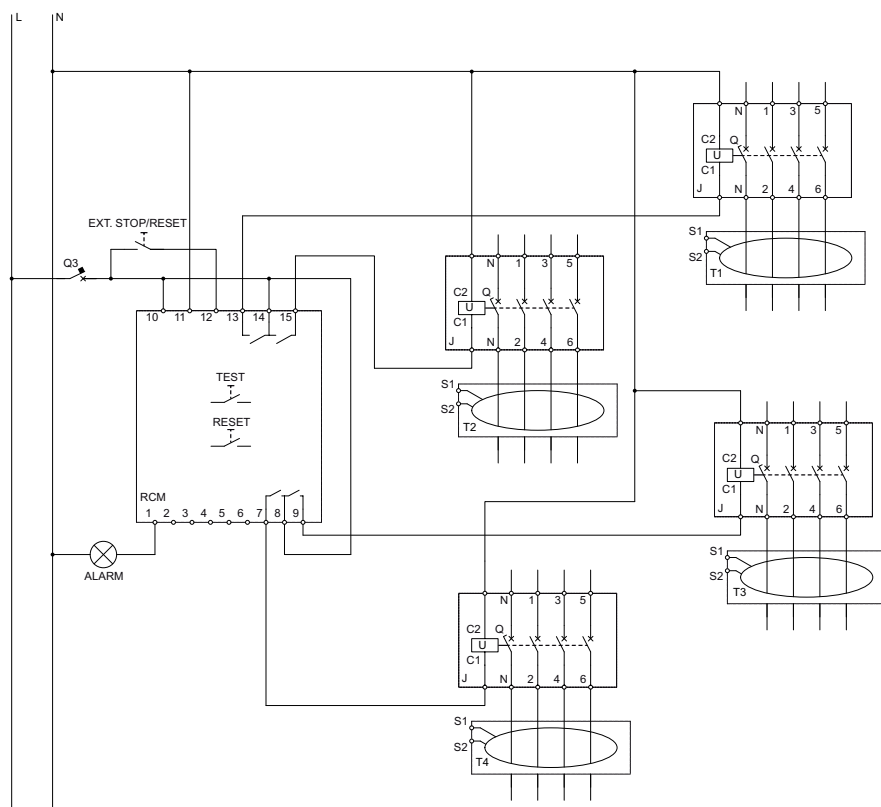 L N
N 1 3 5
C2 Q
U
C1
J N 2 4 6
S1
S2
T1
EXT. STOP/RESET
Q3
10 11 12 13 14 15
N 1 3 5
C2 Q
U
C1
J N 2 4 6
S1
S2
T2
TEST
RESET
RCM
1 2 3 4 5 6 7 8 9
ALARM
N 1 3 5
C2 Q
U
C1
J N 2 4 6
S1
S2
T3
N 1 3 5
C2 Q
U
C1
J N 2 4 6
S1
S2
T4